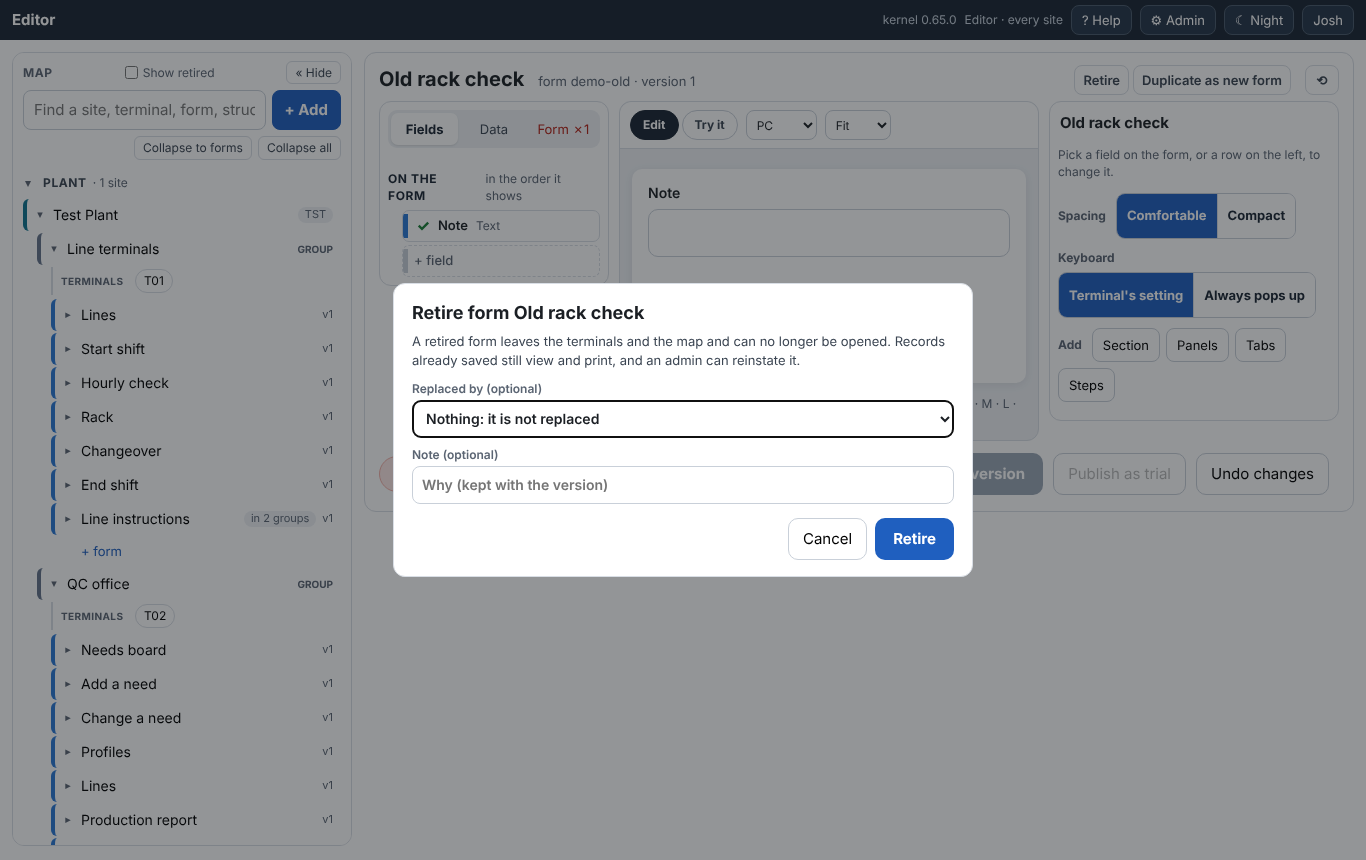 Editor
kernel 0.65.0 Editor · every site
? Help
⚙ Admin
☾ Night
Josh
MAP
Show retired
« Hide
Find a site, terminal, form, struc
+ Add
Collapse to forms
Collapse all
PLANT · 1 site
Test Plant
TST
Line terminals
GROUP
TERMINALS T01
Lines v1
Start shift v1
Hourly check v1
Rack v1
Changeover v1
End shift v1
Line instructions in 2 groups v1
+ form
QC office
GROUP
TERMINALS T02
Needs board v1
Add a need v1
Change a need v1
Profiles v1
Lines v1
Production report v1
Old rack check form demo-old · version 1
Retire
Duplicate as new form
⟲
Fields
Data
Form ×1
ON THE FORM
in the order it shows
✔ Note Text
+ field
Edit
Try it
PC
Fit
Note
· M · L ·
Old rack check
Pick a field on the form, or a row on the left, to
change it.
Spacing
Comfortable
Compact
Keyboard
Terminal's setting
Always pops up
Add
Section
Panels
Tabs
Steps
version
Publish as trial
Undo changes
Retire form Old rack check
A retired form leaves the terminals and the map and can no longer be opened. Records
already saved still view and print, and an admin can reinstate it.
Replaced by (optional)
Nothing: it is not replaced
Note (optional)
Why (kept with the version)
Cancel
Retire